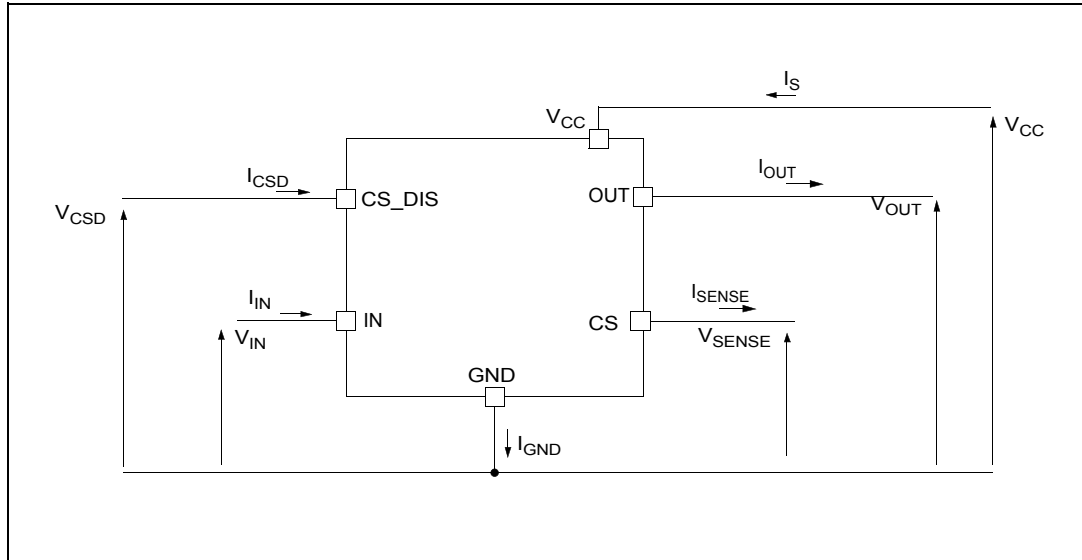 I_S
V_CC
V_CC
I_CSD
I_OUT
CS_DIS
OUT
V_CSD
V_OUT
I_IN
I_SENSE
IN
CS
V_IN
V_SENSE
GND
I_GND